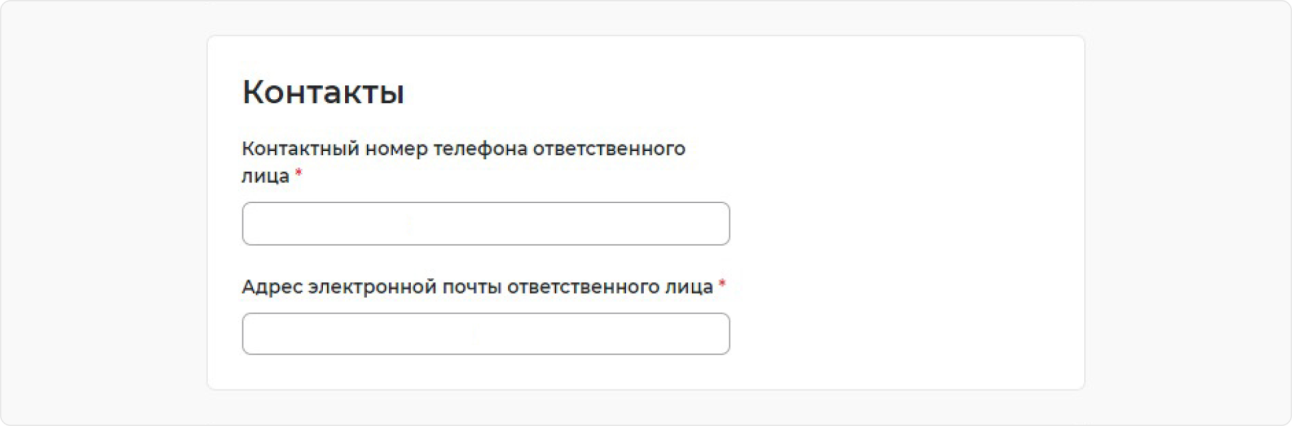 Контакты
Контактный номер телефона ответственного
лица *
Адрес электронной почты ответственного лица *